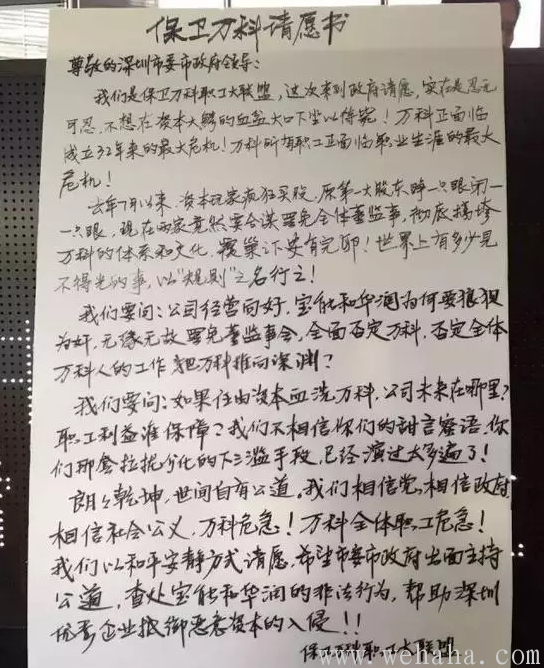 保卫万科请愿书
尊敬的深圳市委市政府领导：
我们是保卫万科职工大联盟，这次来到政府请愿，实在是忍无
可忍，不想在资本大鳄的血盆大口下坐以待毙！万科正面临
成立32年来的最大危机！万科所有职工正面临职业生涯的最大
危机！
去年7月以来，资本玩家疯狂买股，原第一大股东睁一只眼闭
一只眼，现在两家竟然要合谋罢免全体董监事，彻底搞垮
万科的体系和文化，覆巢之下安有完卵！世界上有多少见
不得光的事，以“规则”之名行之！
我们要问：公司经营向好，宝能和华润为何要狼狈
为奸，无缘无故罢免董监事会，全面否定万科，否定全体
万科人的工作，把万科推向深渊？
我们要问：如果任由资本血洗万科，公司未来在哪里？
职工利益谁保障？我们不相信你们的甜言蜜语，你
们那套拉拢分化的下三滥手段，已经演过太多遍了！
朗々乾坤，世间自有公道，我们相信党，相信政府，
相信社会公义，万科危急！万科全体职工危急！
我们以和平安静方式请愿，希望市委市政府出面主持
公道，查处宝能和华润的非法行为，帮助深圳
优秀企业抵御恶意资本的入侵！！
保卫万科职工大联盟
www.wehaha.com